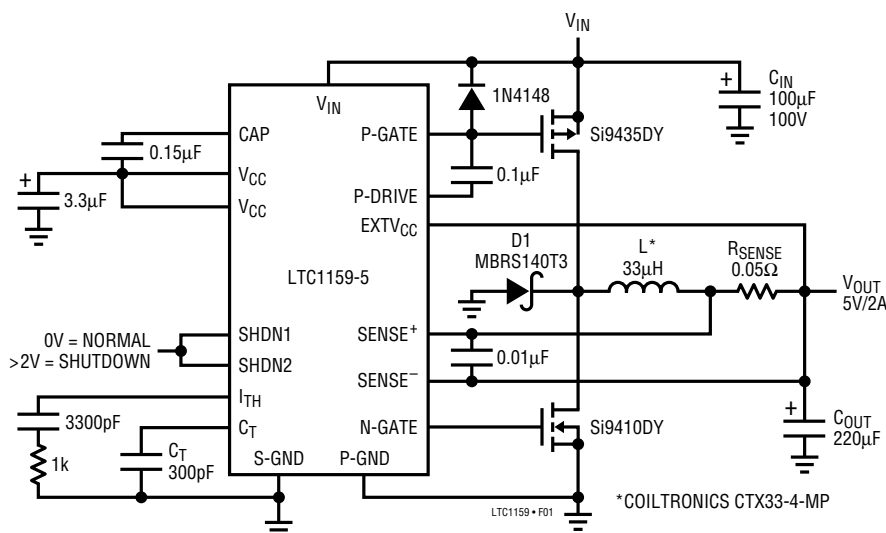 V_IN
+
C_IN
100µF
100V
V_IN
1N4148
CAP
P-GATE
Si9435DY
0.15µF
V_CC
0.1µF
+
3.3µF
V_CC
P-DRIVE
EXTV_CC
D1
MBRS140T3
L*
33µH
R_SENSE
0.05Ω
LTC1159-5
V_OUT
5V/2A
0V = NORMAL
>2V = SHUTDOWN
SHDN1
SENSE+
SHDN2
0.01µF
SENSE−
I_TH
3300pF
C_T
N-GATE
Si9410DY
+
C_OUT
220µF
1k
C_T
300pF
S-GND
P-GND
LTC1159 • F01
*COILTRONICS CTX33-4-MP